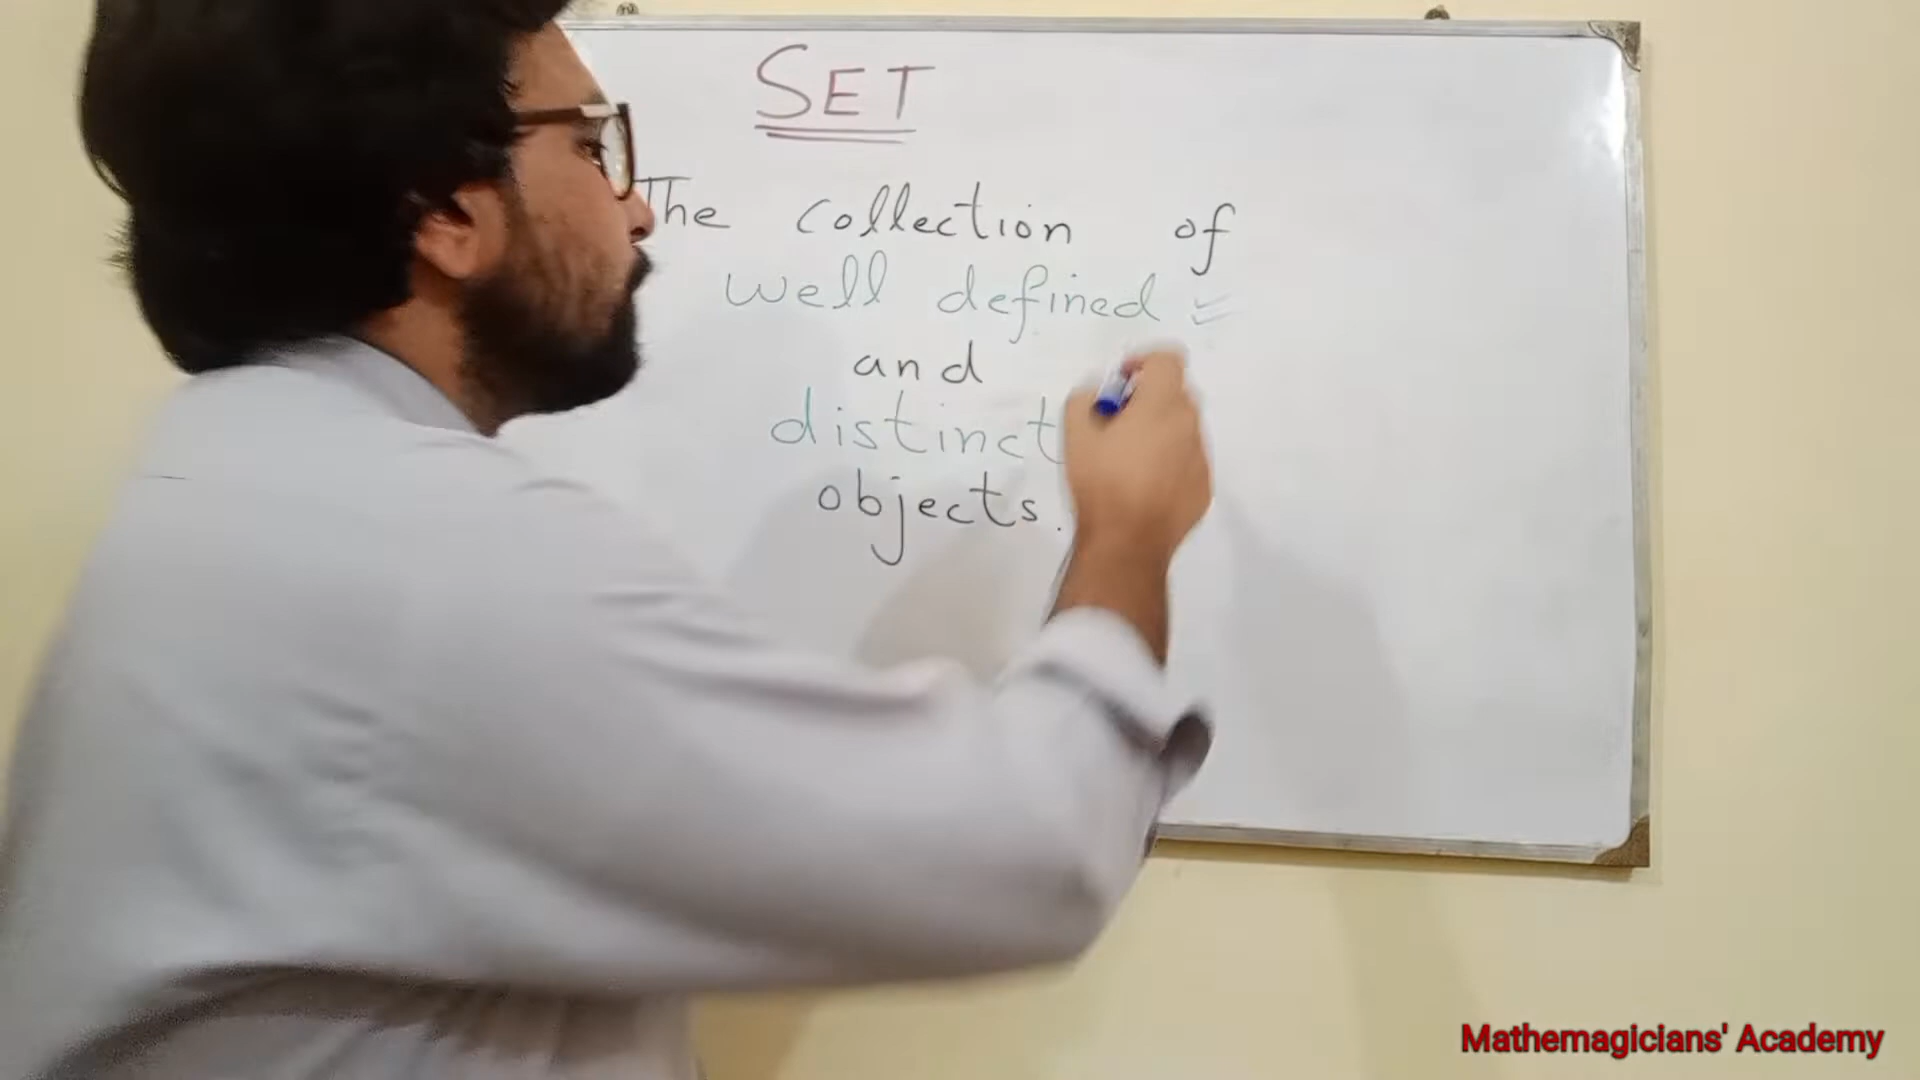 SET
The collection of
well defined
and
distinct
objects.
Mathemagicians' Academy